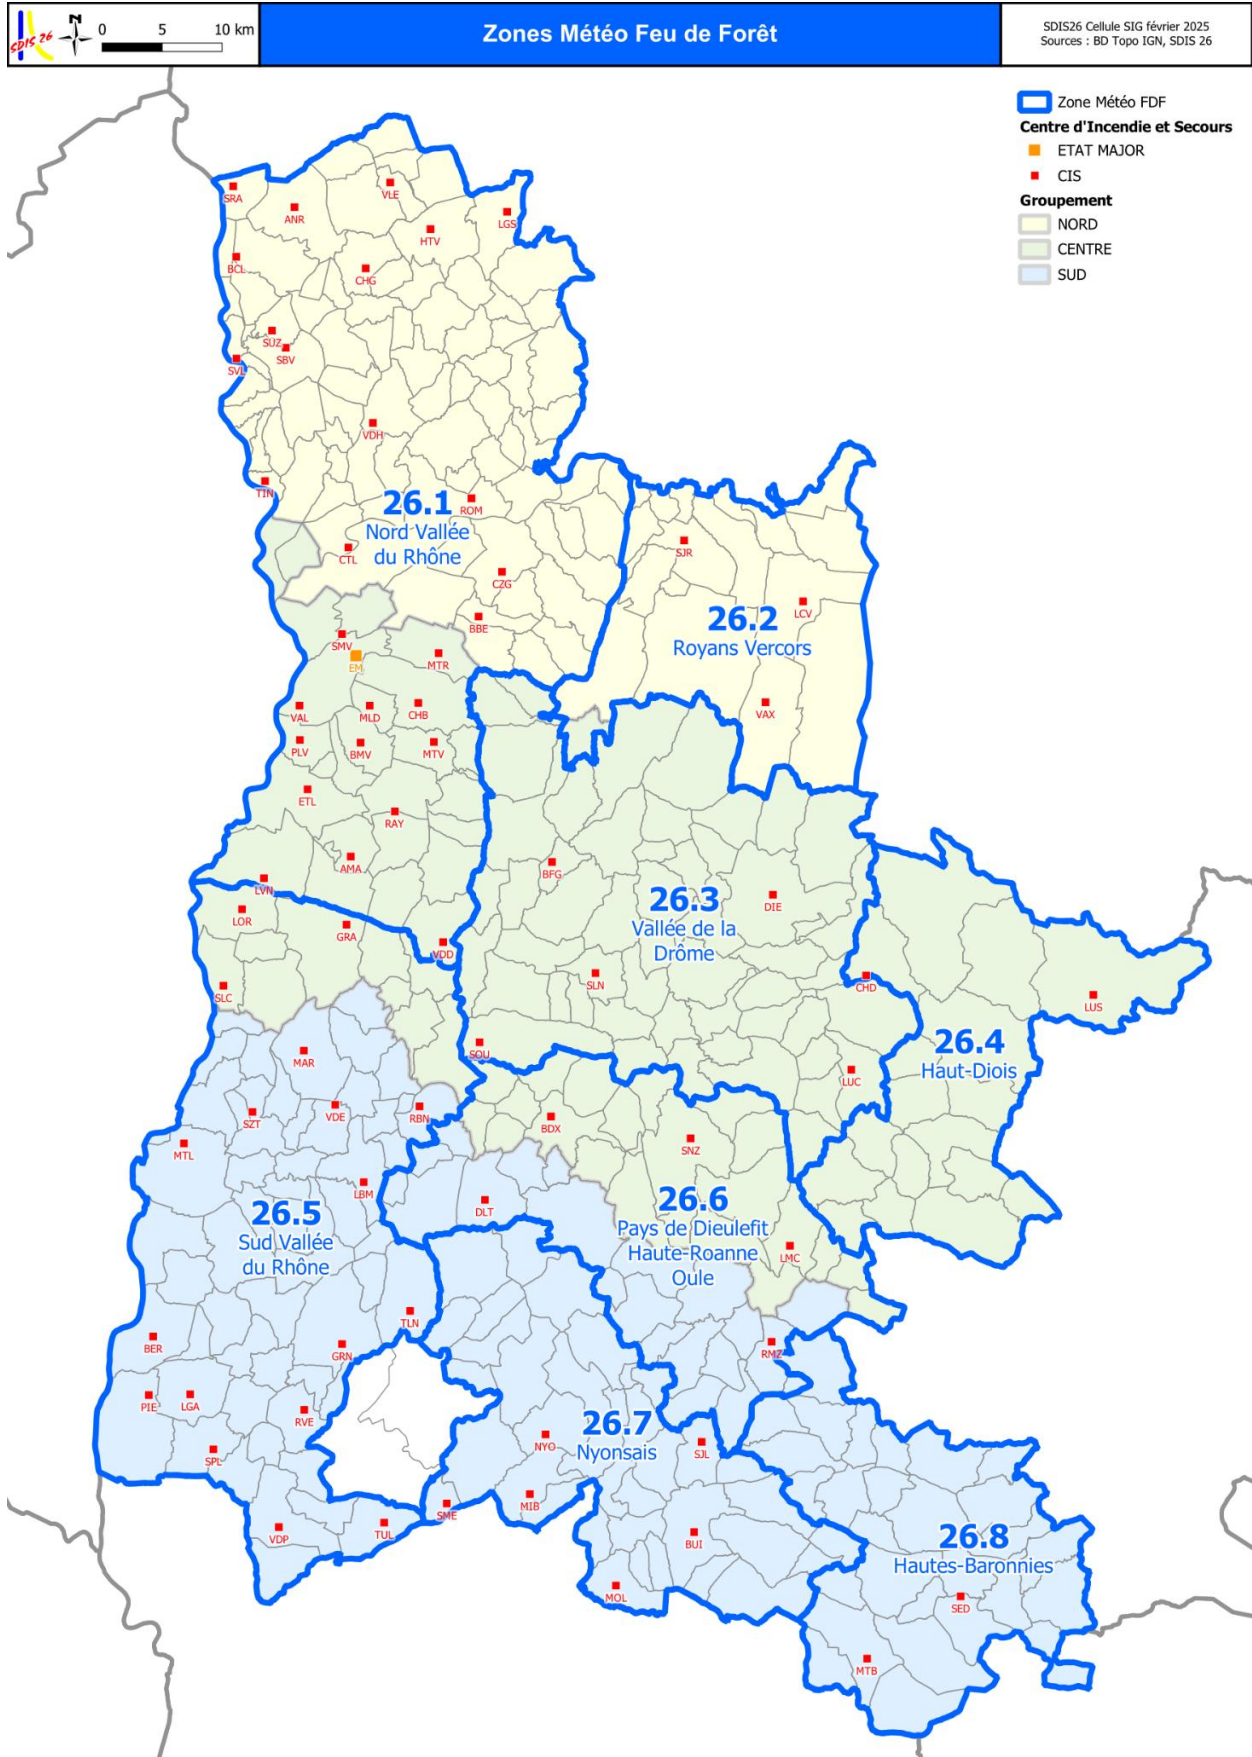 SDIS 26
N
0 5 10 km
Zones Météo Feu de Forêt
SDIS26 Cellule SIG février 2025
Sources : BD Topo IGN, SDIS 26
Zone Météo FDF
Centre d'Incendie et Secours
ETAT MAJOR
CIS
Groupement
NORD
CENTRE
SUD
SRA
VLE
ANR
LGS
HTV
BCL
CHG
SUZ
SBV
SVL
VDH
TIN
ROM
26.1
Nord Vallée
du Rhône
CTL
SJR
CZG
LCV
BBE
26.2
Royans Vercors
SMV
EM
MTR
VAL
MLD
CHB
VAX
PLV
BMV
MTV
ETL
RAY
AMA
BFG
LVN
DIE
26.3
Vallée de la
Drôme
LOR
GRA
VDD
SLN
CHD
SLC
LUS
SOU
MAR
26.4
Haut-Diois
LUC
SZT
VDE
RBN
BDX
MTL
SNZ
LBM
DLT
26.5
Sud Vallée
du Rhône
26.6
Pays de Dieulefit
Haute-Roanne
Oule
LMC
TLN
BER
GRN
RMZ
PIE
LGA
RVE
26.7
Nyonsais
NYO
SJL
SPL
MIB
SME
VDP
TUL
BUI
26.8
Hautes-Baronnies
MOL
SED
MTB